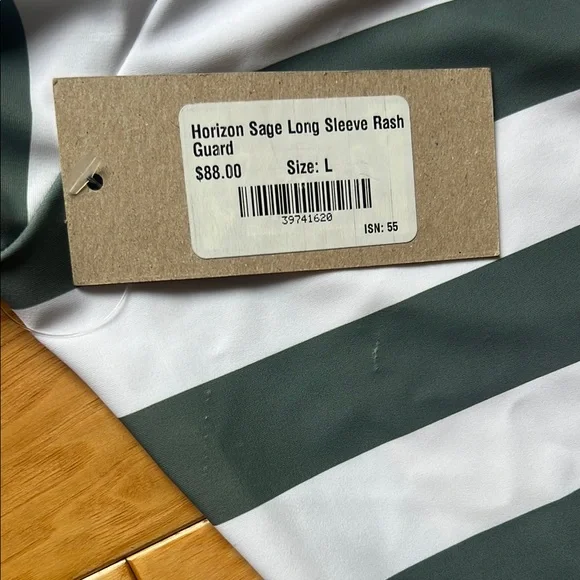 Horizon Sage Long Sleeve Rash
Guard
$88.00 Size: L
39741620
ISN: 55